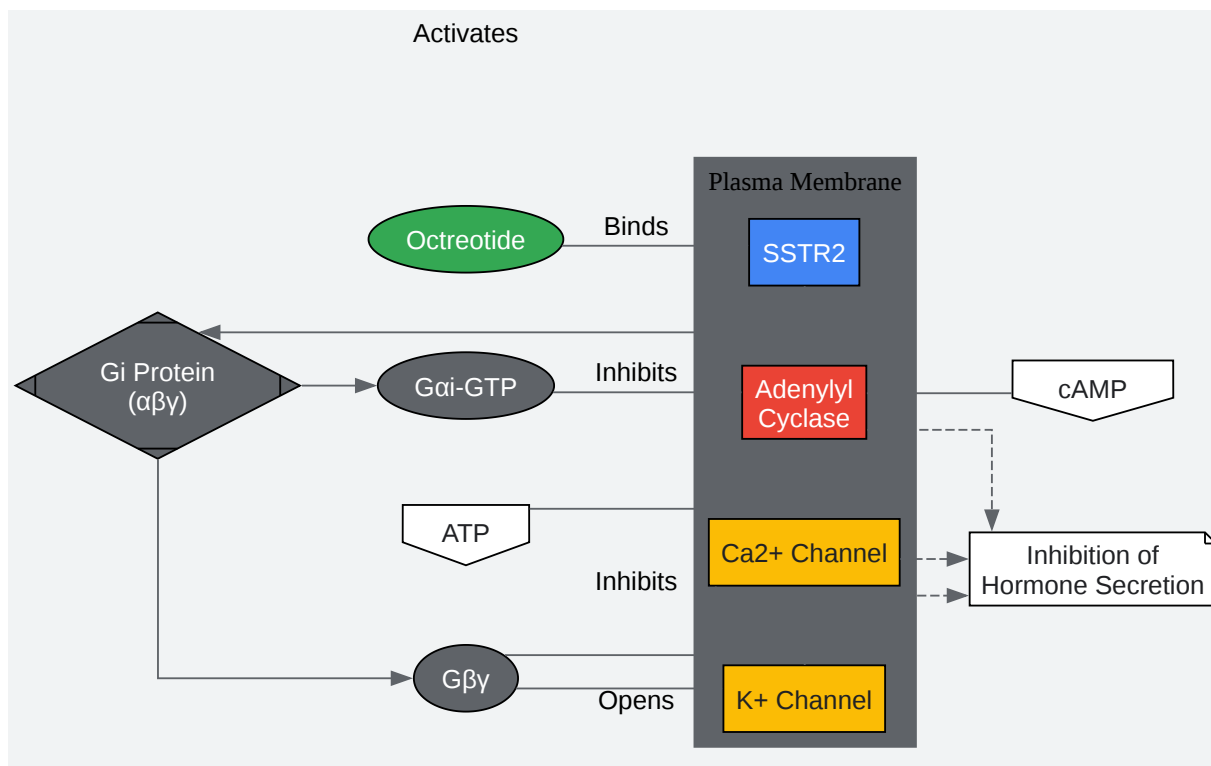 Activates
Plasma Membrane
Octreotide
Binds
SSTR2
Gi Protein
(αβγ)
Gαi-GTP
Inhibits
Adenylyl
Cyclase
cAMP
ATP
Inhibits
Ca2+ Channel
Inhibition of
Hormone Secretion
Gβγ
Opens
K+ Channel